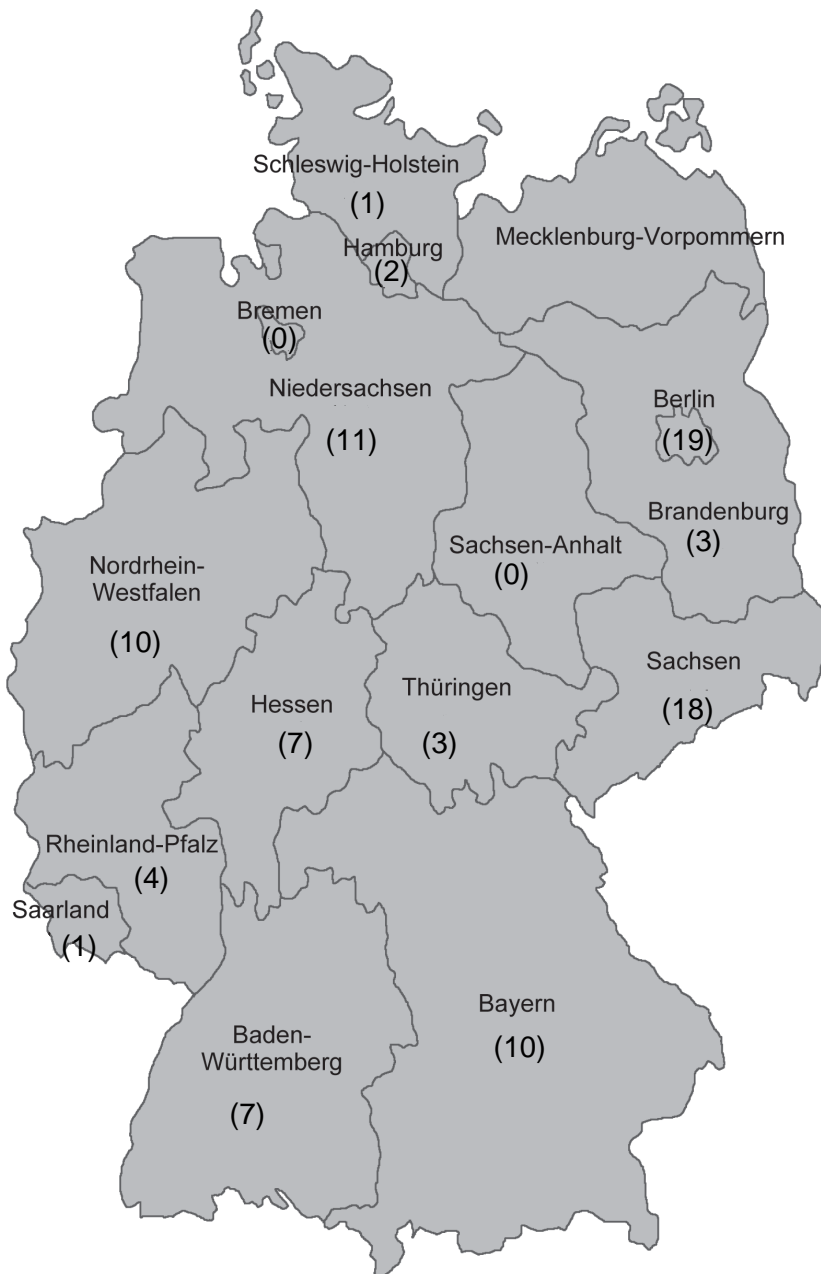 Schleswig-Holstein
(1)
Hamburg
(2)
Mecklenburg-Vorpommern
Bremen
(0)
Niedersachsen
(11)
Berlin
(19)
Brandenburg
(3)
Sachsen-Anhalt
(0)
Nordrhein-
Westfalen
(10)
Sachsen
(18)
Thüringen
(3)
Hessen
(7)
Rheinland-Pfalz
(4)
Saarland
(1)
Bayern
(10)
Baden-
Württemberg
(7)